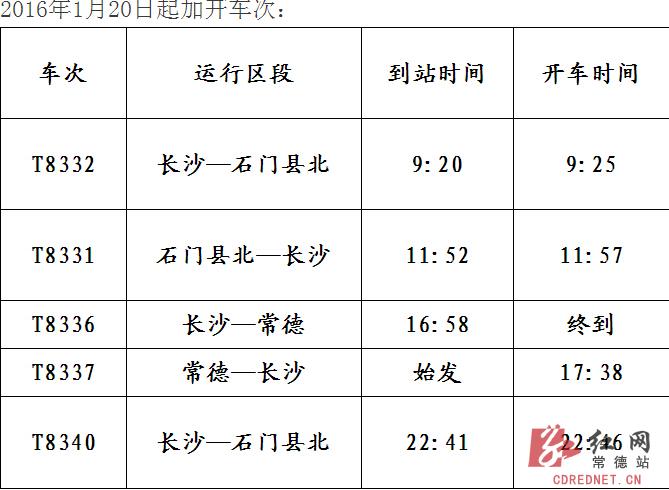 2016年1月20日起加开车次：
车次 运行区段 到站时间 开车时间
T8332 长沙—石门县北 9:20 9:25
T8331 石门县北—长沙 11:52 11:57
T8336 长沙—常德 16:58 终到
T8337 常德—长沙 始发 17:38
T8340 长沙—石门县北 22:41 22:46
红网
常德站
CDREDNET.CN